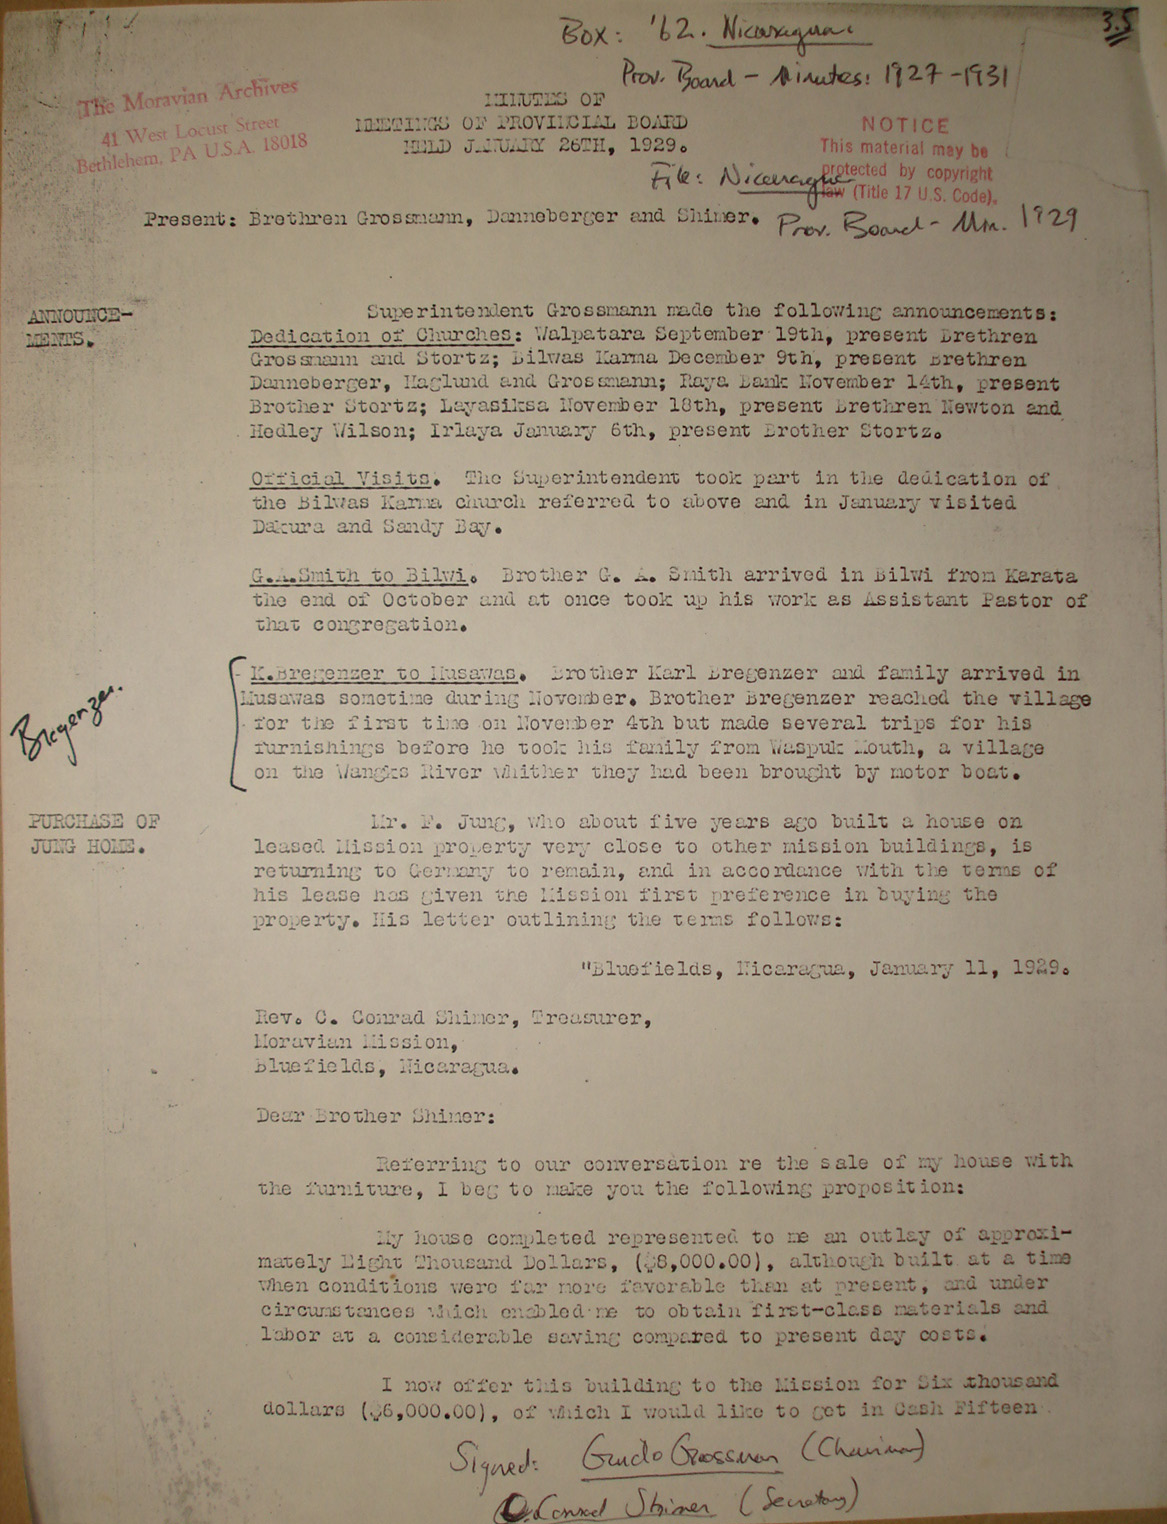 Box: '62. Nicaragua.
3.5
Prov. Board - Minutes: 1927-1931
The Moravian Archives
41 West Locust Street
Bethlehem, PA U.S.A. 18018
MINUTES OF
MEETINGS OF PROVINCIAL BOARD
HELD JANUARY 26TH, 1929.
NOTICE
This material may be
protected by copyright
law (Title 17 U.S. Code).
File: Nicaragua
Prov. Board - Min. 1929
Present: Brethren Grossmann, Danneberger and Shimer.
ANNOUNCE-
MENTS.
Superintendent Grossmann made the following announcements:
Dedication of Churches: Walpatara September 19th, present Brethren
Grossmann and Stortz; Bilwas Karma December 9th, present Brethren
Danneberger, Haglund and Grossmann; Raya Bank November 14th, present
Brother Stortz; Layasiksa November 18th, present Brethren Newton and
Hedley Wilson; Irlaya January 6th, present Brother Stortz.
Official Visits. The Superintendent took part in the dedication of
the Bilwas Karma church referred to above and in January visited
Dakura and Sandy Bay.
G.A.Smith to Bilwi. Brother G. A. Smith arrived in Bilwi from Karata
the end of October and at once took up his work as Assistant Pastor of
that congregation.
Bregenzer.
K.Bregenzer to Musawas. Brother Karl Bregenzer and family arrived in
Musawas sometime during November. Brother Bregenzer reached the village
for the first time on November 4th but made several trips for his
furnishings before he took his family from Waspuk Mouth, a village
on the Wangks River whither they had been brought by motor boat.
PURCHASE OF
JUNG HOME.
Mr. F. Jung, who about five years ago built a house on
leased Mission property very close to other mission buildings, is
returning to Germany to remain, and in accordance with the terms of
his lease has given the Mission first preference in buying the
property. His letter outlining the terms follows:
"Bluefields, Nicaragua, January 11, 1929.
Rev. C. Conrad Shimer, Treasurer,
Moravian Mission,
Bluefields, Nicaragua.
Dear Brother Shimer:
Referring to our conversation re the sale of my house with
the furniture, I beg to make you the following proposition:
My house completed represented to me an outlay of approxi-
mately Eight Thousand Dollars, ($8,000.00), although built at a time
when conditions were far more favorable than at present, and under
circumstances which enabled me to obtain first-class materials and
labor at a considerable saving compared to present day costs.
I now offer this building to the Mission for Six thousand
dollars ($6,000.00), of which I would like to get in Cash Fifteen
Signed: Guido Grossman (Chairman)
C. Conrad Shimer (Secretary)